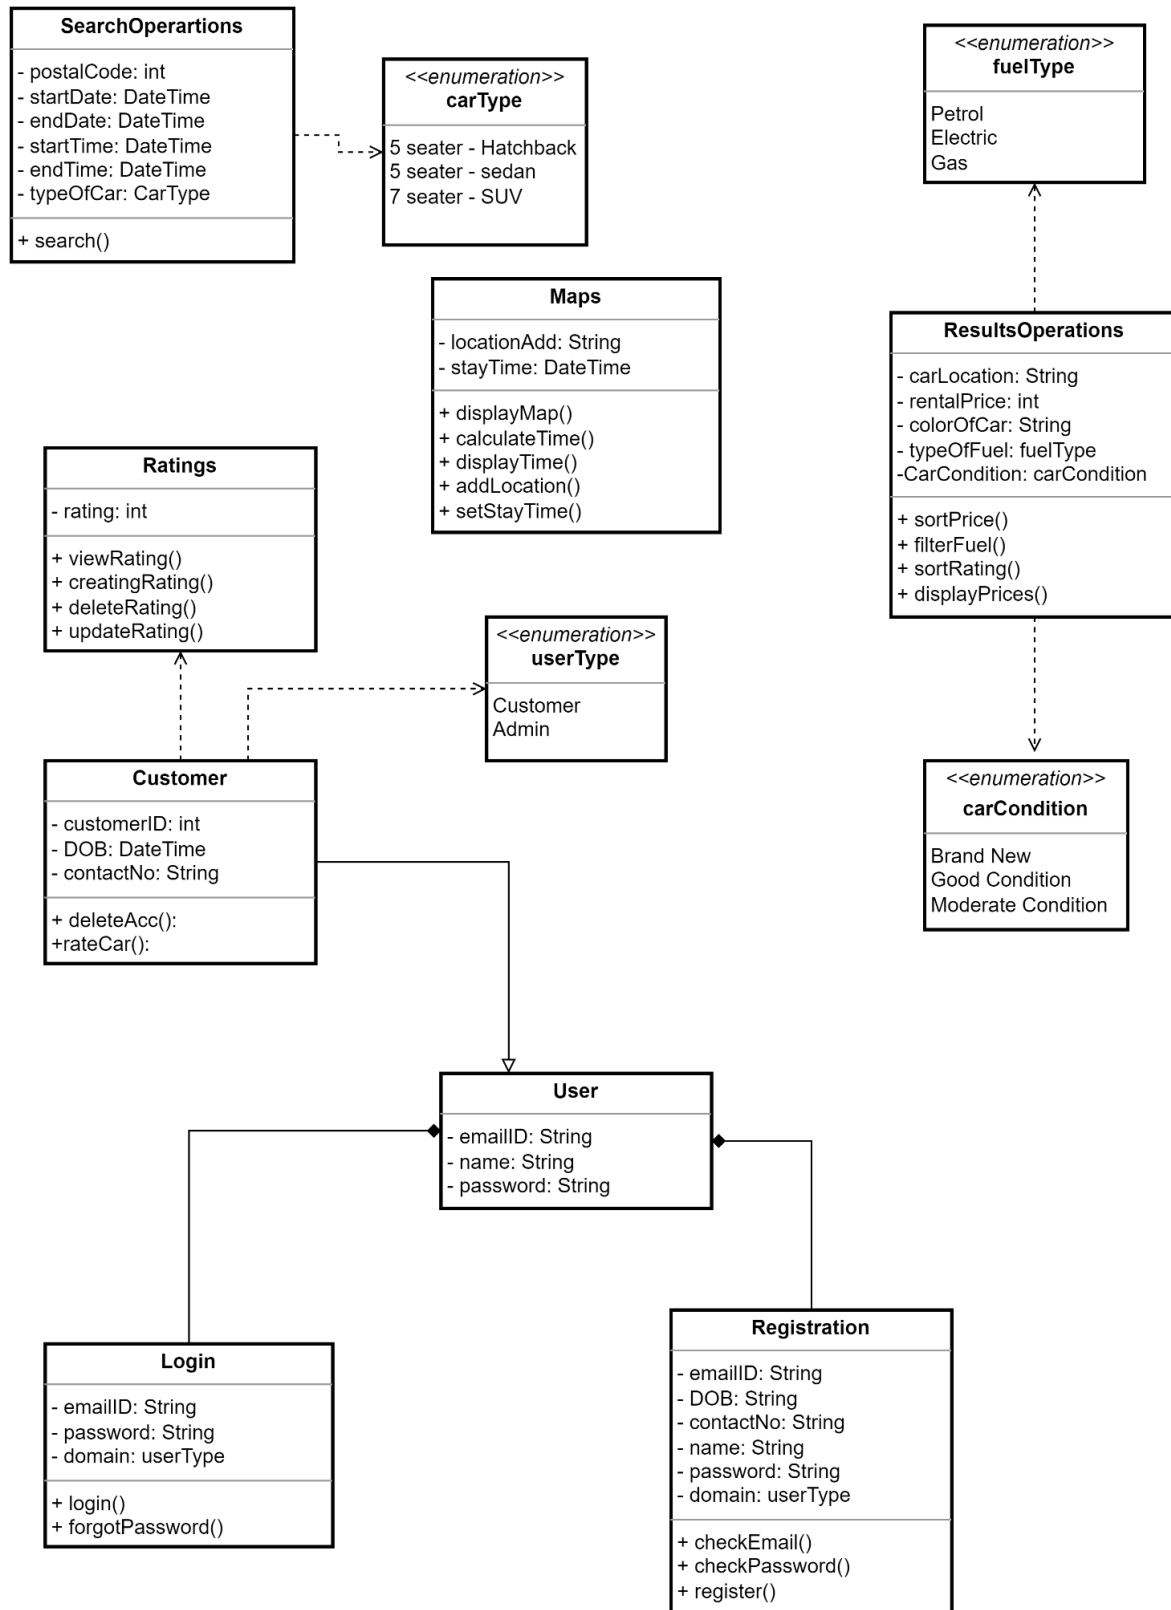 SearchOperartions
- postalCode: int
- startDate: DateTime
- endDate: DateTime
- startTime: DateTime
- endTime: DateTime
- typeOfCar: CarType
+ search()
<<enumeration>>
carType
5 seater - Hatchback
5 seater - sedan
7 seater - SUV
<<enumeration>>
fuelType
Petrol
Electric
Gas
Maps
- locationAdd: String
- stayTime: DateTime
+ displayMap()
+ calculateTime()
+ displayTime()
+ addLocation()
+ setStayTime()
ResultsOperations
- carLocation: String
- rentalPrice: int
- colorOfCar: String
- typeOfFuel: fuelType
-CarCondition: carCondition
+ sortPrice()
+ filterFuel()
+ sortRating()
+ displayPrices()
Ratings
- rating: int
+ viewRating()
+ creatingRating()
+ deleteRating()
+ updateRating()
<<enumeration>>
userType
Customer
Admin
Customer
- customerID: int
- DOB: DateTime
- contactNo: String
+ deleteAcc():
+rateCar():
<<enumeration>>
carCondition
Brand New
Good Condition
Moderate Condition
User
- emailID: String
- name: String
- password: String
Login
- emailID: String
- password: String
- domain: userType
+ login()
+ forgotPassword()
Registration
- emailID: String
- DOB: String
- contactNo: String
- name: String
- password: String
- domain: userType
+ checkEmail()
+ checkPassword()
+ register()